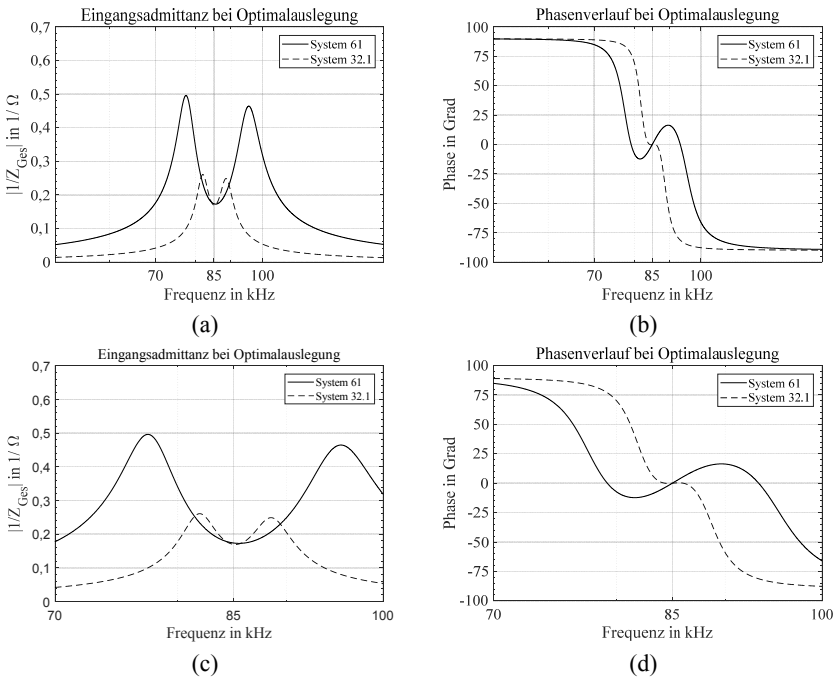 Eingangsadmittanz bei Optimalauslegung
|1/Z_Ges| in 1/ Ω
0,7
0,6
0,5
0,4
0,3
0,2
0,1
0
System 61
System 32.1
70
85
100
Frequenz in kHz
(a)
Phasenverlauf bei Optimalauslegung
Phase in Grad
100
75
50
25
0
-25
-50
-75
-100
System 61
System 32.1
70
85
100
Frequenz in kHz
(b)
Eingangsadmittanz bei Optimalauslegung
|1/Z_Ges| in 1/ Ω
0,7
0,6
0,5
0,4
0,3
0,2
0,1
0
System 61
System 32.1
70
85
100
Frequenz in kHz
(c)
Phasenverlauf bei Optimalauslegung
Phase in Grad
100
75
50
25
0
-25
-50
-75
-100
System 61
System 32.1
70
85
100
Frequenz in kHz
(d)